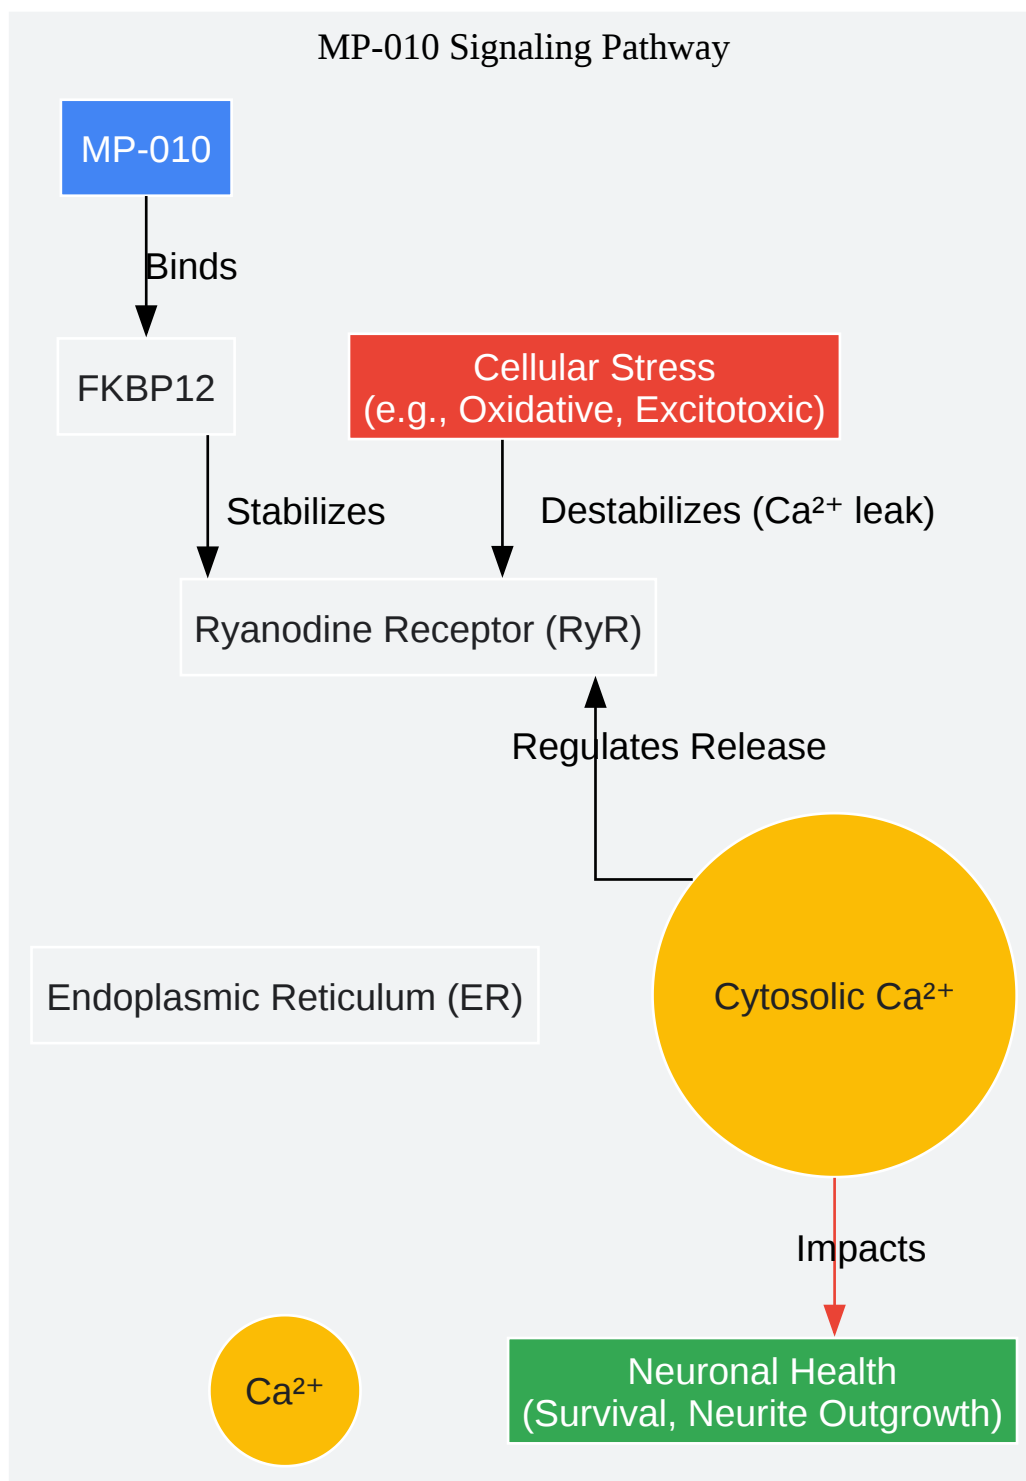 MP-010 Signaling Pathway
MP-010
Binds
FKBP12
Cellular Stress
(e.g., Oxidative, Excitotoxic)
Stabilizes
Destabilizes (Ca²⁺ leak)
Ryanodine Receptor (RyR)
Regulates Release
Endoplasmic Reticulum (ER)
Cytosolic Ca²⁺
Impacts
Ca²⁺
Neuronal Health
(Survival, Neurite Outgrowth)